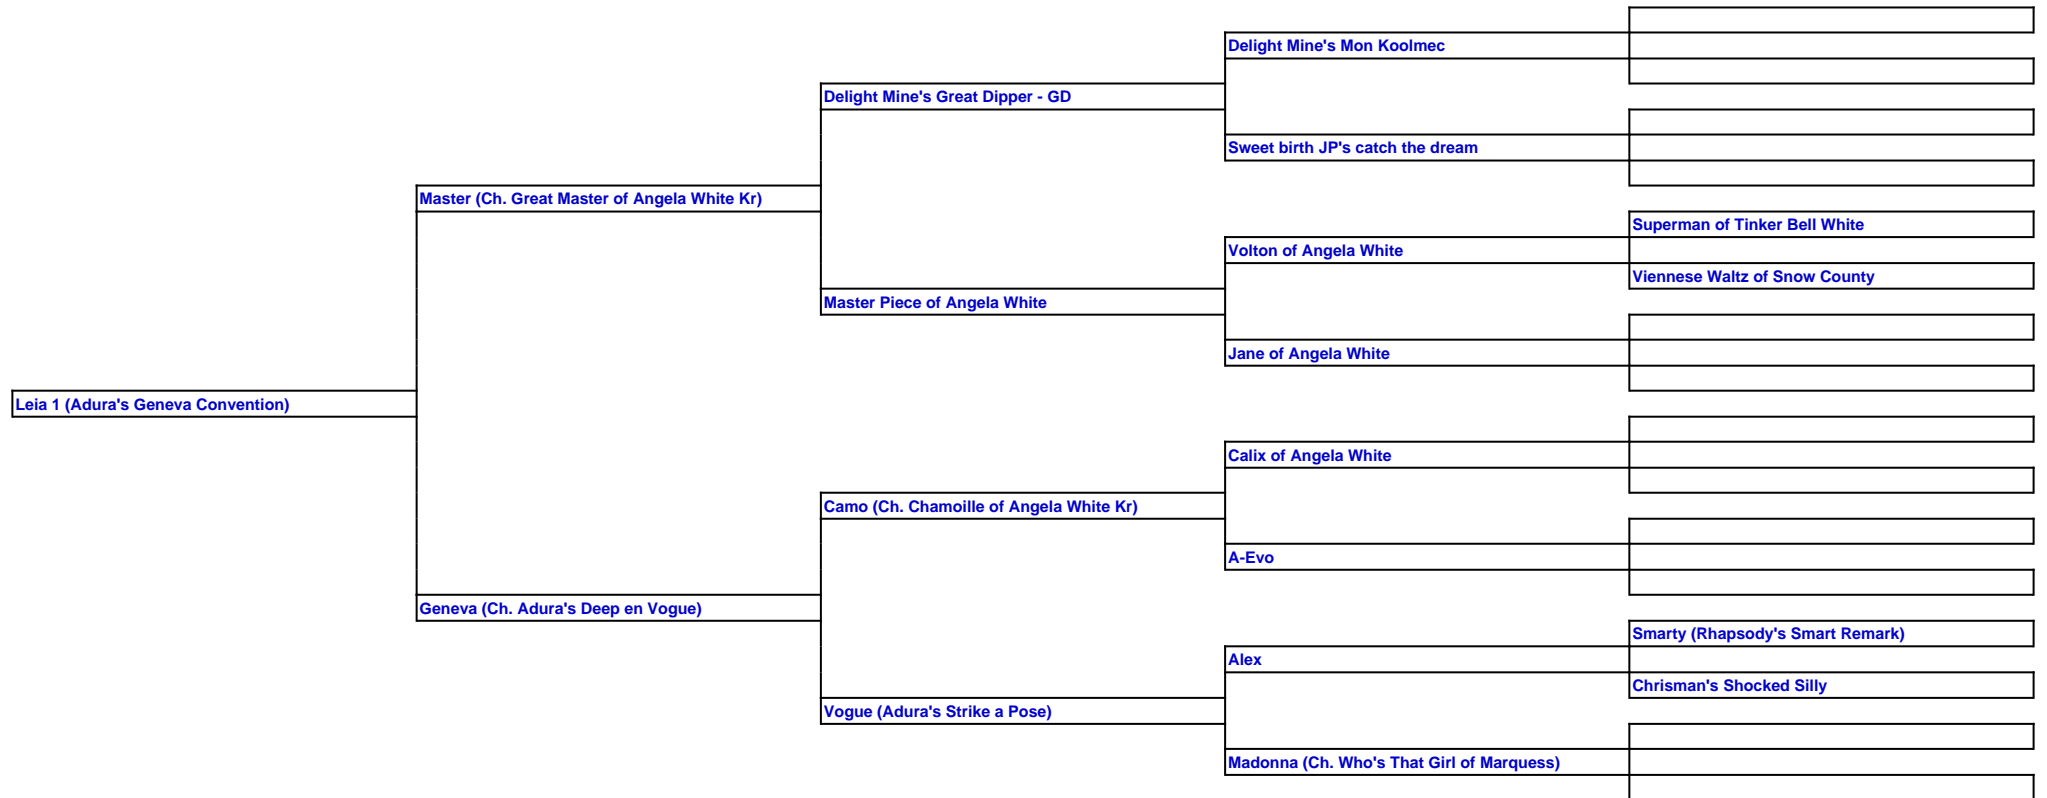 Delight Mine's Mon Koolmec
Delight Mine's Great Dipper - GD
Sweet birth JP's catch the dream
Master (Ch. Great Master of Angela White Kr)
Superman of Tinker Bell White
Volton of Angela White
Viennese Waltz of Snow County
Master Piece of Angela White
Jane of Angela White
Leia 1 (Adura's Geneva Convention)
Calix of Angela White
Camo (Ch. Chamoille of Angela White Kr)
A-Evo
Geneva (Ch. Adura's Deep en Vogue)
Smarty (Rhapsody's Smart Remark)
Alex
Chrisman's Shocked Silly
Vogue (Adura's Strike a Pose)
Madonna (Ch. Who's That Girl of Marquess)